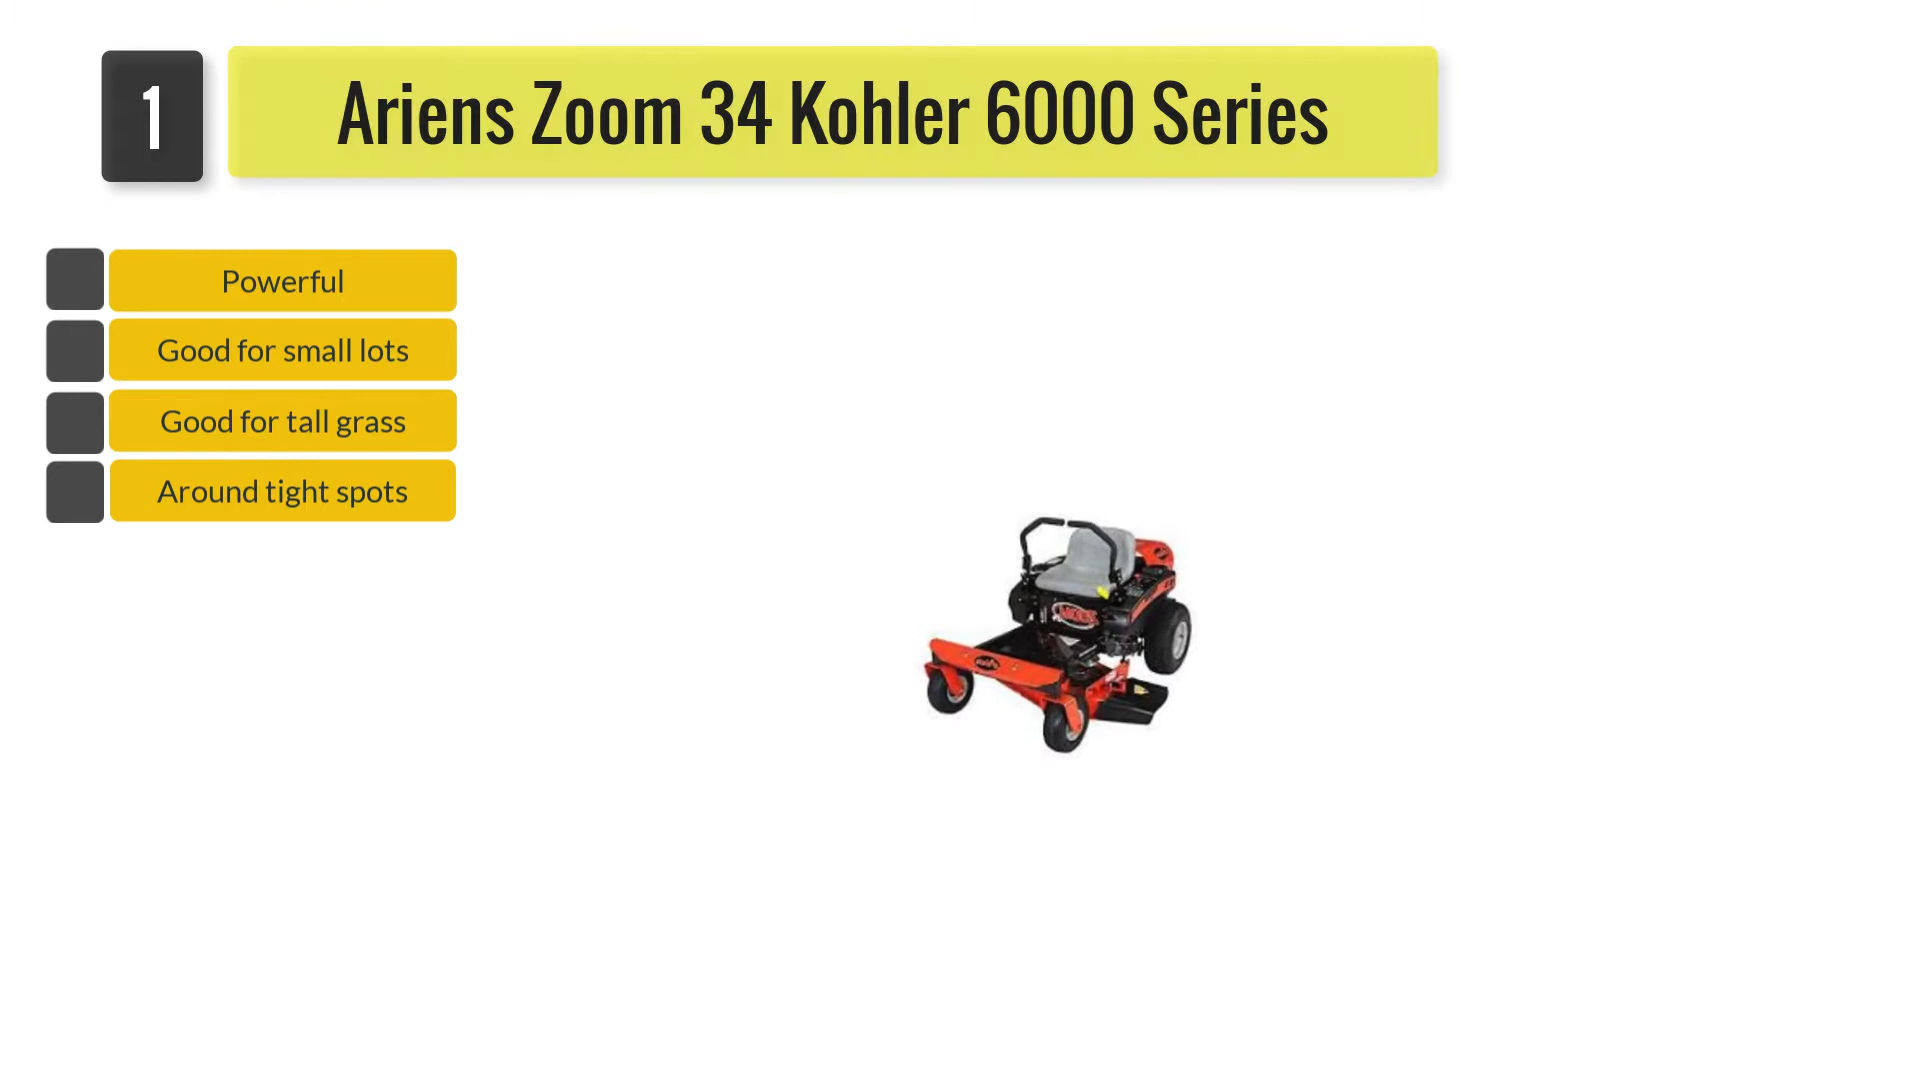 1
Ariens Zoom 34 Kohler 6000 Series
Powerful
Good for small lots
Good for tall grass
Around tight spots